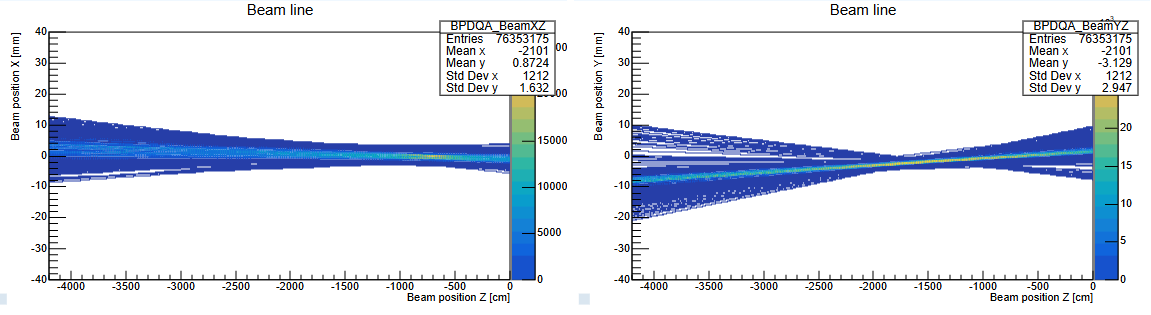 Beam line
BPDQA_BeamXZ
Entries 76353175
Mean x -2101
Mean y 0.8724
Std Dev x 1212
Std Dev y 1.632
Beam position X [mm]
40
30
20
10
0
-10
-20
-30
-40
-4000 -3500 -3000 -2500 -2000 -1500 -1000 -500 0
Beam position Z [cm]
15000
10000
5000
0
Beam line
BPDQA_BeamYZ
Entries 76353175
Mean x -2101
Mean y -3.129
Std Dev x 1212
Std Dev y 2.947
Beam position Y [mm]
40
30
20
10
0
-10
-20
-30
-40
-4000 -3500 -3000 -2500 -2000 -1500 -1000 -500 0
Beam position Z [cm]
20
15
10
5
0